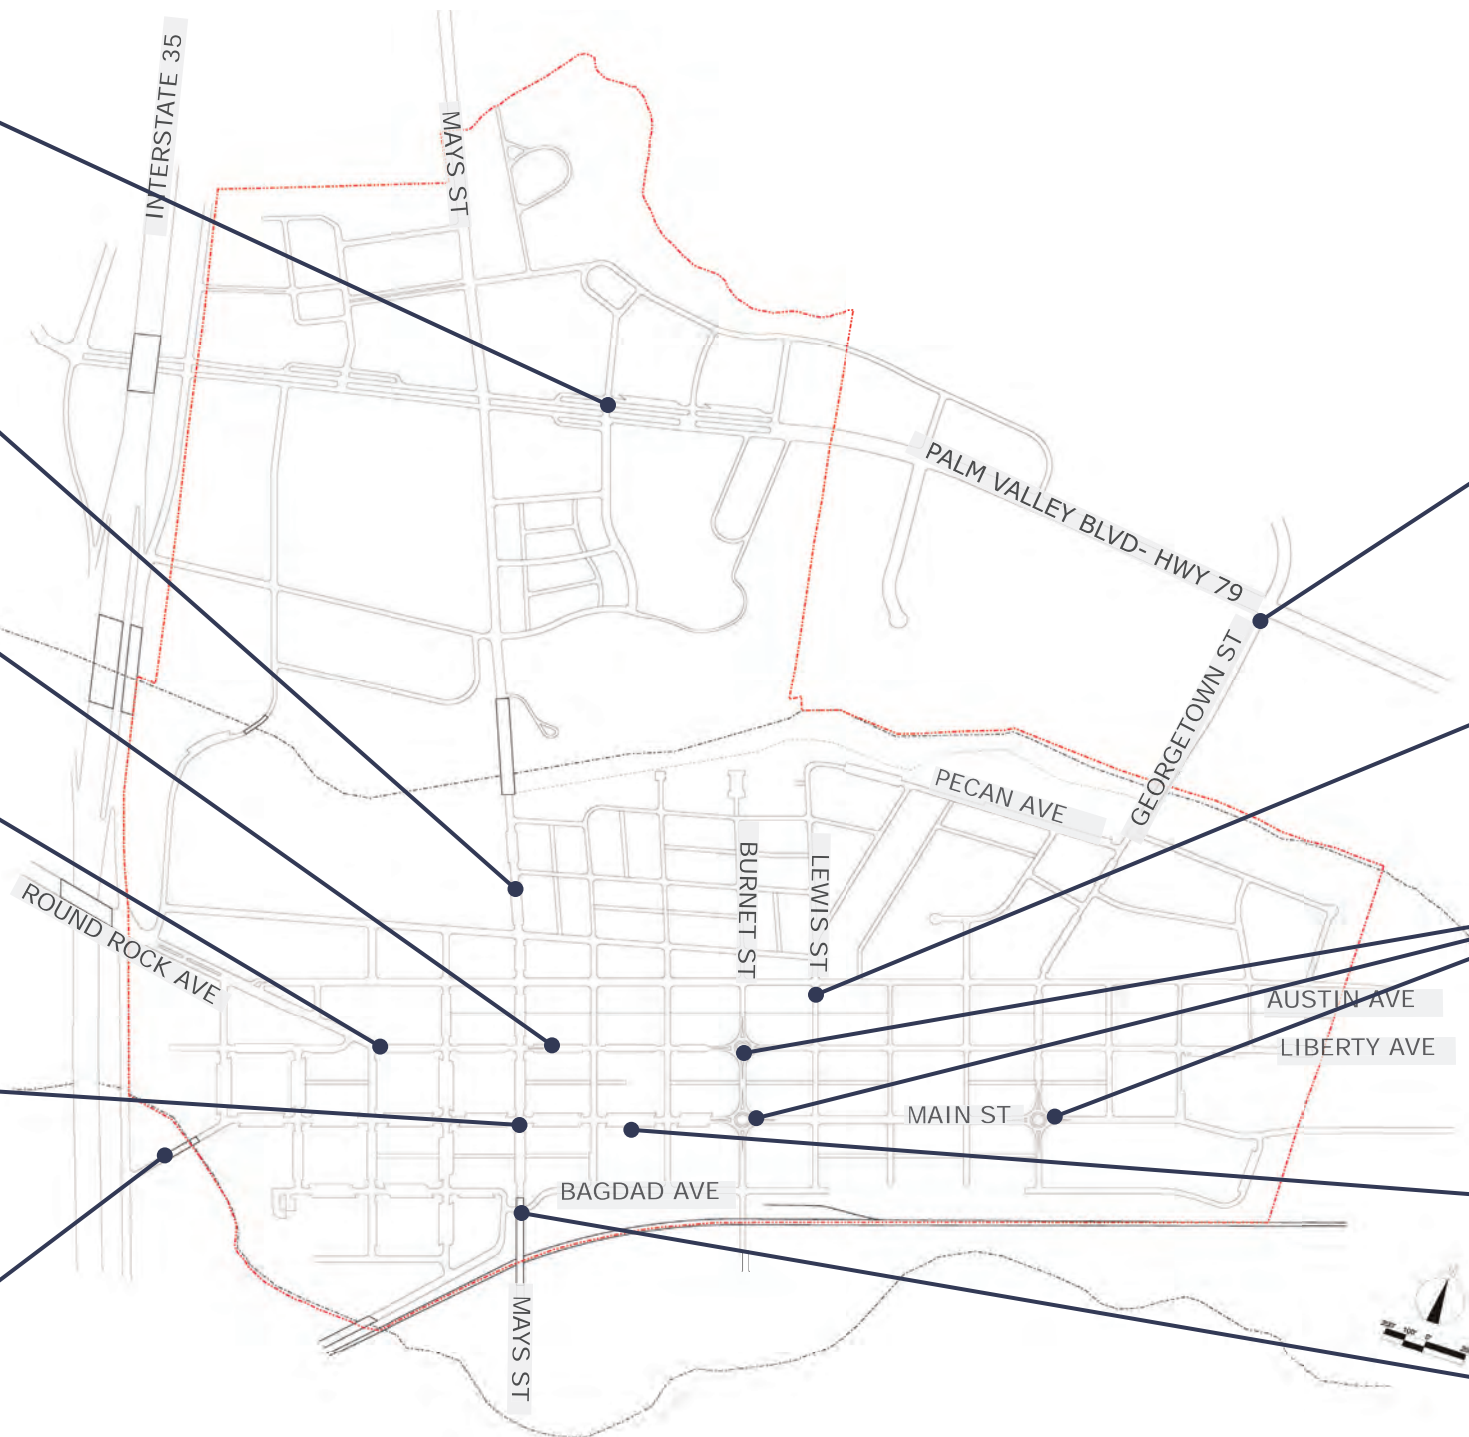 INTERSTATE 35
MAYS ST
PALM VALLEY BLVD- HWY 79
GEORGETOWN ST
PECAN AVE
BURNET ST
LEWIS ST
ROUND ROCK AVE
AUSTIN AVE
LIBERTY AVE
MAIN ST
BAGDAD AVE
MAYS ST